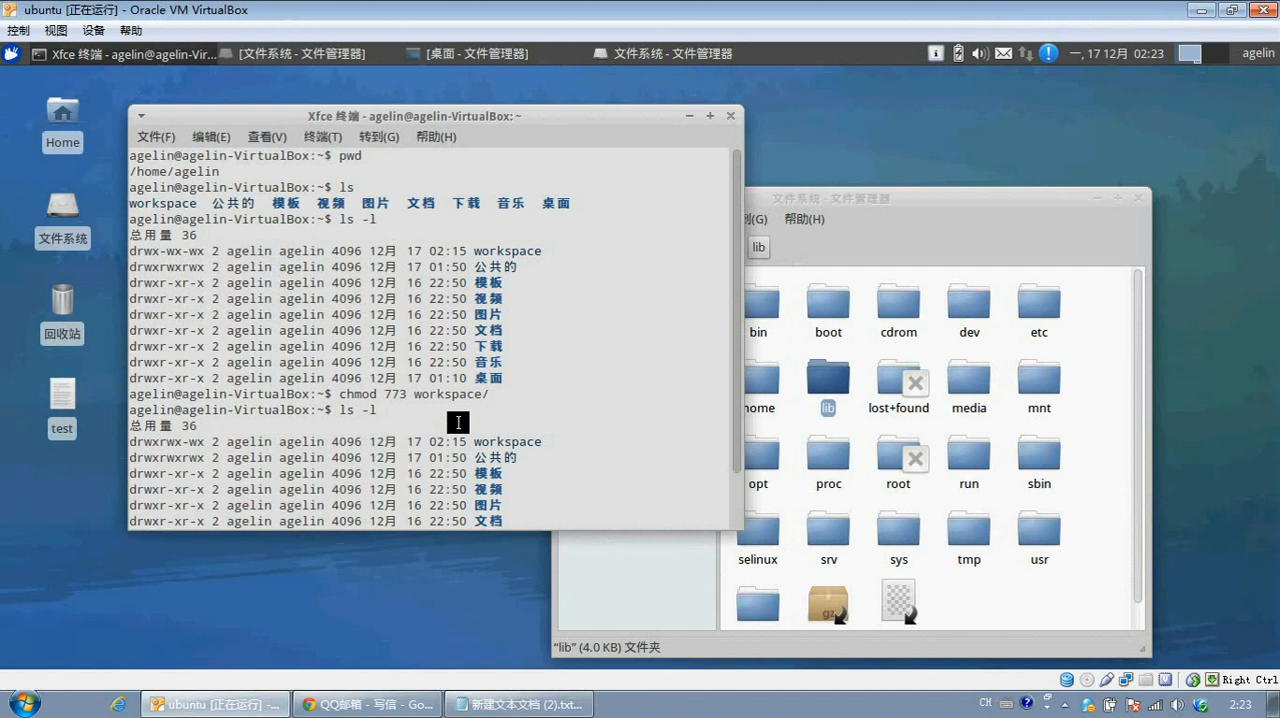 ubuntu [正在运行] - Oracle VM VirtualBox
控制 视图 设备 帮助
Xfce 终端 - agelin@agelin-Vir... [文件系统 - 文件管理器] [桌面 - 文件管理器] 文件系统 - 文件管理器 一, 17 12月 02:23 agelin
Home
文件系统
回收站
test
Xfce 终端 - agelin@agelin-VirtualBox: ~
文件(F) 编辑(E) 查看(V) 终端(T) 转到(G) 帮助(H)
agelin@agelin-VirtualBox:~$ pwd
/home/agelin
agelin@agelin-VirtualBox:~$ ls
workspace 公共的 模板 视频 图片 文档 下载 音乐 桌面
agelin@agelin-VirtualBox:~$ ls -l
总用量 36
drwx-wx-wx 2 agelin agelin 4096 12月 17 02:15 workspace
drwxrwxrwx 2 agelin agelin 4096 12月 17 01:50 公共的
drwxr-xr-x 2 agelin agelin 4096 12月 16 22:50 模板
drwxr-xr-x 2 agelin agelin 4096 12月 16 22:50 视频
drwxr-xr-x 2 agelin agelin 4096 12月 16 22:50 图片
drwxr-xr-x 2 agelin agelin 4096 12月 16 22:50 文档
drwxr-xr-x 2 agelin agelin 4096 12月 16 22:50 下载
drwxr-xr-x 2 agelin agelin 4096 12月 16 22:50 音乐
drwxr-xr-x 2 agelin agelin 4096 12月 17 01:10 桌面
agelin@agelin-VirtualBox:~$ chmod 773 workspace/
agelin@agelin-VirtualBox:~$ ls -l
总用量 36
drwxrwx-wx 2 agelin agelin 4096 12月 17 02:15 workspace
drwxrwxrwx 2 agelin agelin 4096 12月 17 01:50 公共的
drwxr-xr-x 2 agelin agelin 4096 12月 16 22:50 模板
drwxr-xr-x 2 agelin agelin 4096 12月 16 22:50 视频
drwxr-xr-x 2 agelin agelin 4096 12月 16 22:50 图片
drwxr-xr-x 2 agelin agelin 4096 12月 16 22:50 文档
文件系统 - 文件管理器
(G) 帮助(H)
lib
bin boot cdrom dev etc
home lib lost+found media mnt
opt proc root run sbin
selinux srv sys tmp usr
gz
“lib” (4.0 KB) 文件夹
Right Ctrl
ubuntu [正在运行] -... QQ邮箱 - 写信 - Go... 新建文本文档 (2).txt... CH 2:23